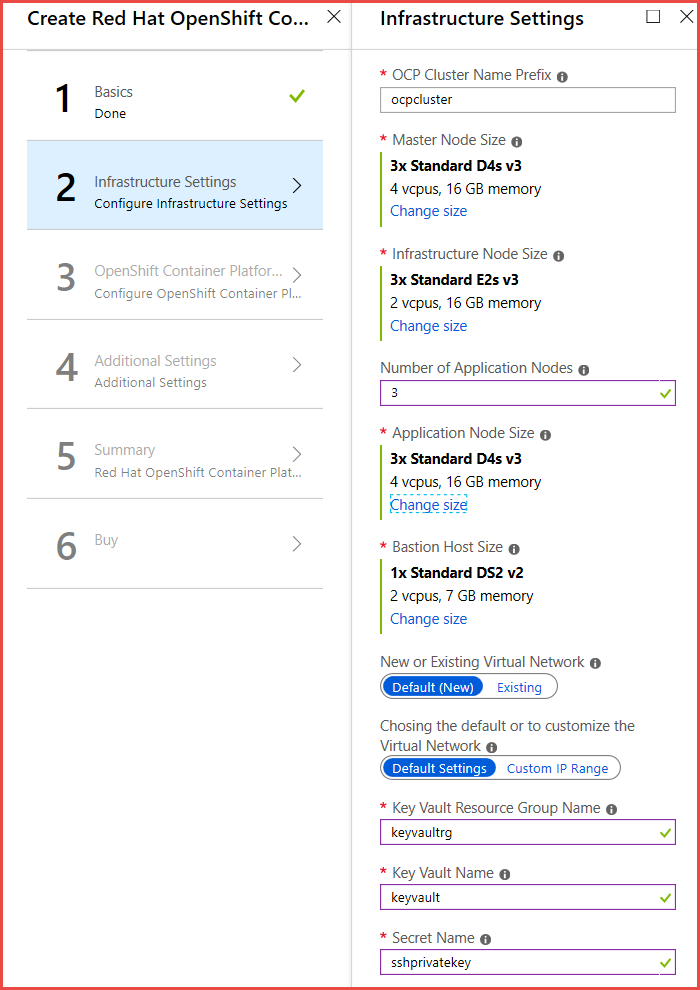 Create Red Hat OpenShift Co...
1
Basics
Done
2
Infrastructure Settings
Configure Infrastructure Settings
3
OpenShift Container Platfor...
Configure OpenShift Container Pl...
4
Additional Settings
Additional Settings
5
Summary
Red Hat OpenShift Container Plat...
6
Buy
Infrastructure Settings
* OCP Cluster Name Prefix
ocpcluster
* Master Node Size
3x Standard D4s v3
4 vcpus, 16 GB memory
Change size
* Infrastructure Node Size
3x Standard E2s v3
2 vcpus, 16 GB memory
Change size
Number of Application Nodes
3
* Application Node Size
3x Standard D4s v3
4 vcpus, 16 GB memory
Change size
* Bastion Host Size
1x Standard DS2 v2
2 vcpus, 7 GB memory
Change size
New or Existing Virtual Network
Default (New) Existing
Chosing the default or to customize the
Virtual Network
Default Settings Custom IP Range
* Key Vault Resource Group Name
keyvaultrg
* Key Vault Name
keyvault
* Secret Name
sshprivatekey